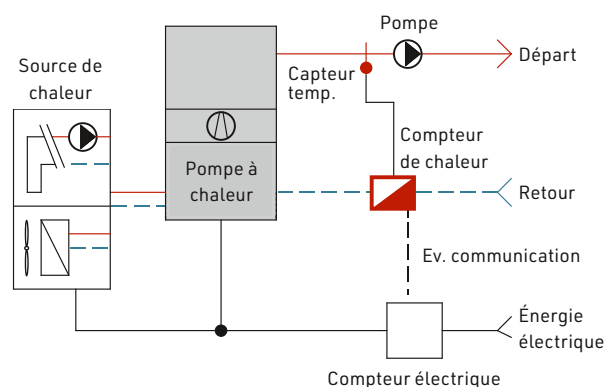 Pompe
Départ
Source de
chaleur
Capteur
temp.
Compteur
de chaleur
Pompe à
chaleur
Retour
Ev. communication
Énergie
électrique
Compteur électrique